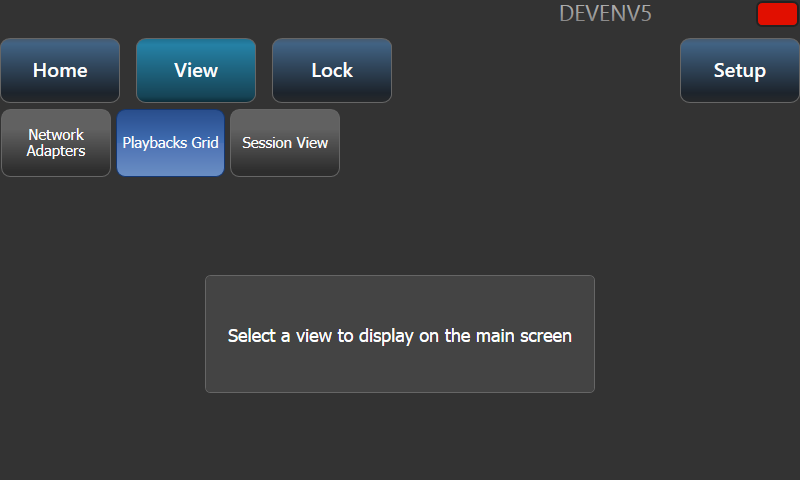 DEVENV5
Home
View
Lock
Setup
Network
Adapters
Playbacks Grid
Session View
Select a view to display on the main screen